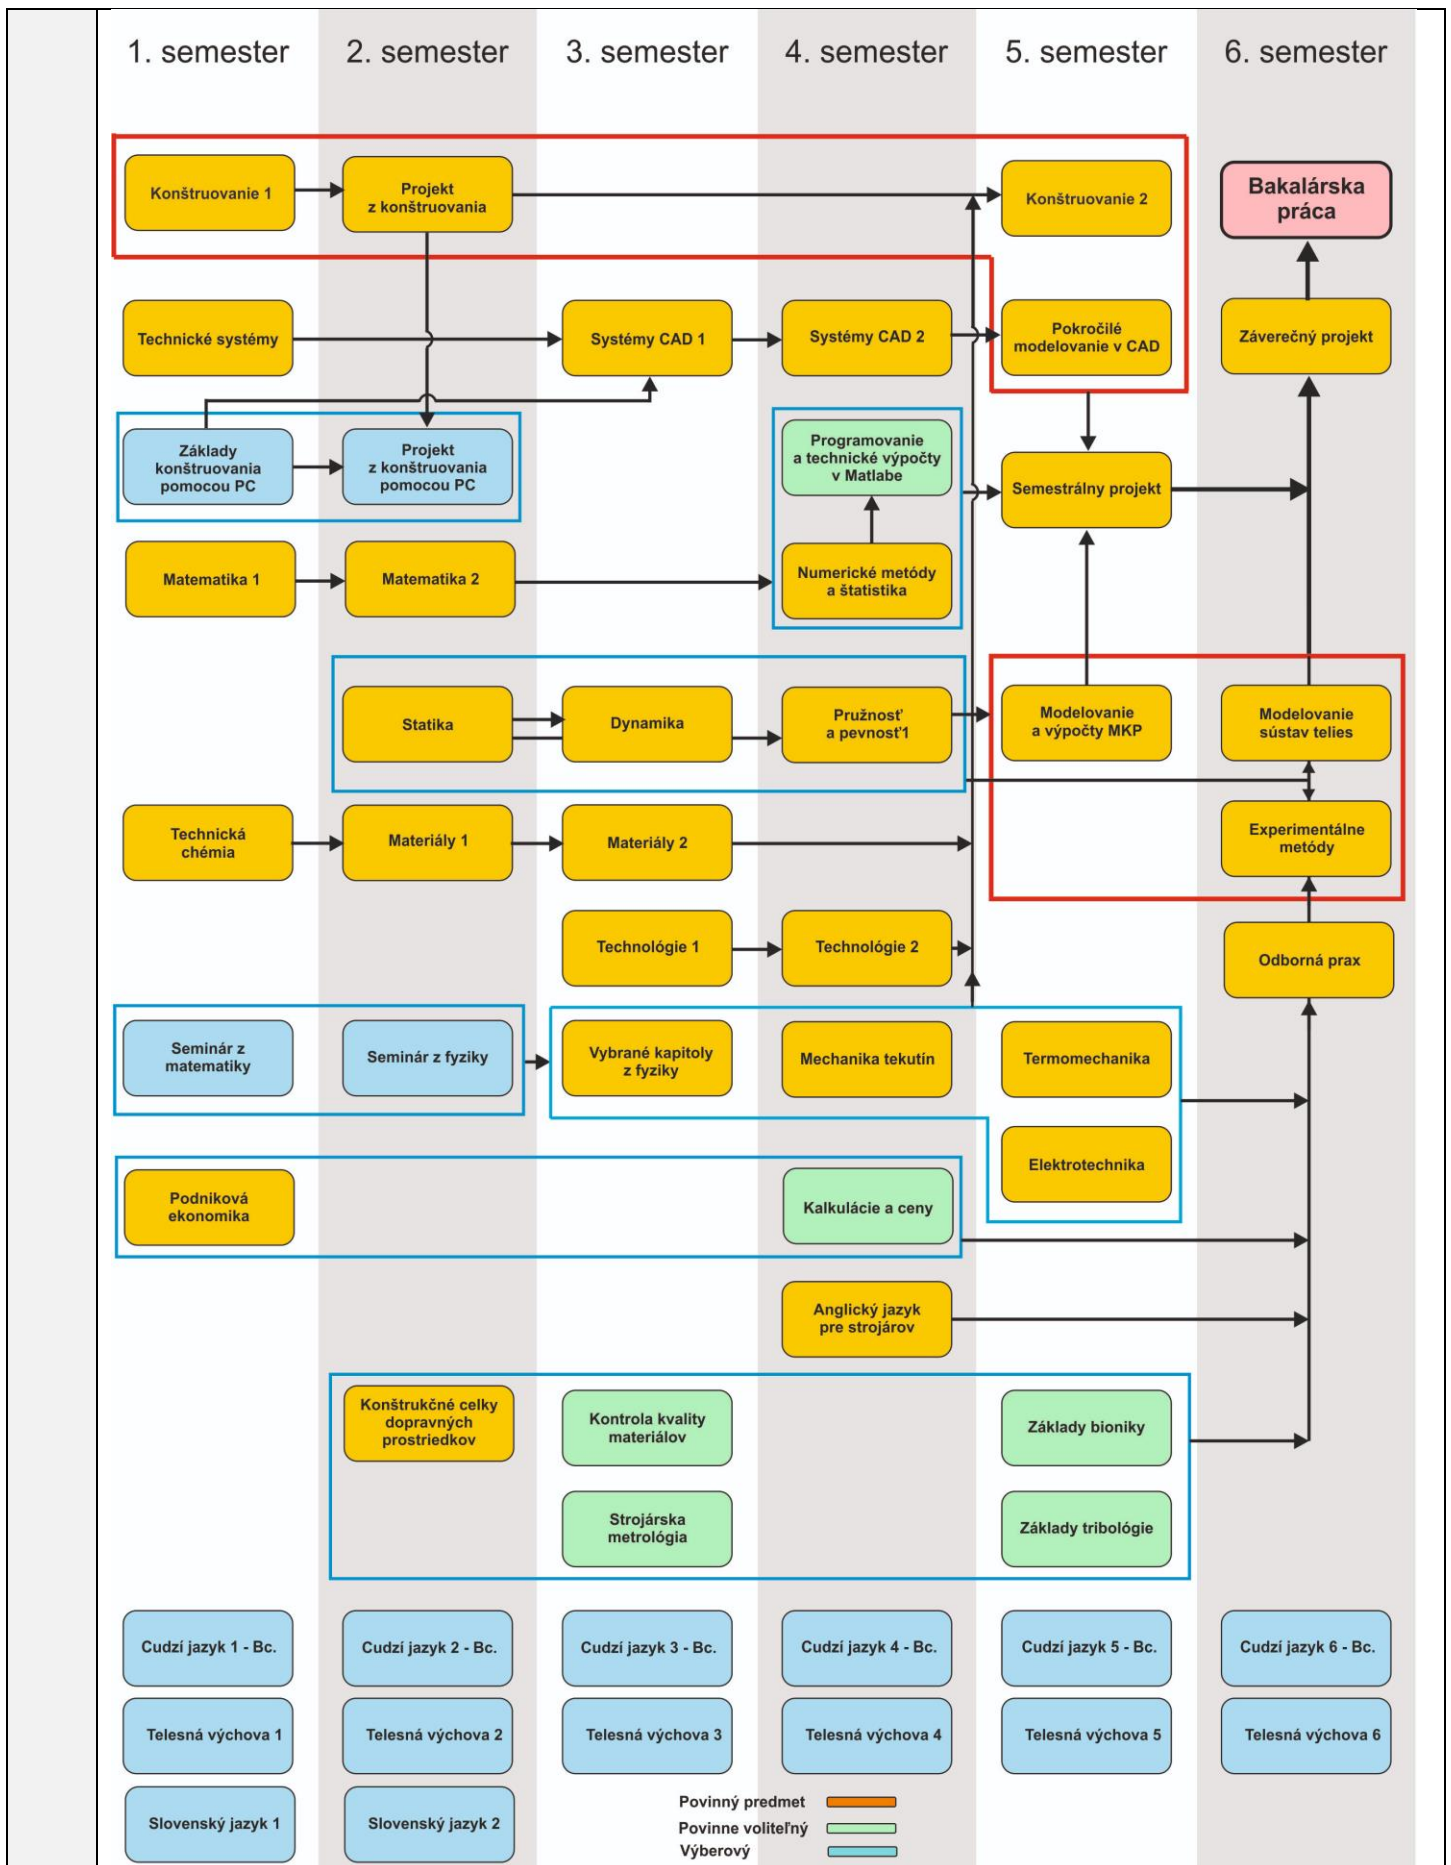 1. semester
2. semester
3. semester
4. semester
5. semester
6. semester
Konštruovanie 1
Projekt
z konštruovania
Konštruovanie 2
Bakalárska
práca
Technické systémy
Systémy CAD 1
Systémy CAD 2
Pokročilé
modelovanie v CAD
Záverečný projekt
Základy
konštruovania
pomocou PC
Projekt
z konštruovania
pomocou PC
Programovanie
a technické výpočty
v Matlabe
Semestrálny projekt
Matematika 1
Matematika 2
Numerické metódy
a štatistika
Statika
Dynamika
Pružnosť
a pevnosť1
Modelovanie
a výpočty MKP
Modelovanie
sústav telies
Technická
chémia
Materiály 1
Materiály 2
Experimentálne
metódy
Technológie 1
Technológie 2
Odborná prax
Seminár z
matematiky
Seminár z fyziky
Vybrané kapitoly
z fyziky
Mechanika tekutín
Termomechanika
Elektrotechnika
Podniková
ekonomika
Kalkulácie a ceny
Anglický jazyk
pre strojárov
Konštrukčné celky
dopravných
prostriedkov
Kontrola kvality
materiálov
Základy bioniky
Strojárska
metrológia
Základy tribológie
Cudzí jazyk 1 - Bc.
Cudzí jazyk 2 - Bc.
Cudzí jazyk 3 - Bc.
Cudzí jazyk 4 - Bc.
Cudzí jazyk 5 - Bc.
Cudzí jazyk 6 - Bc.
Telesná výchova 1
Telesná výchova 2
Telesná výchova 3
Telesná výchova 4
Telesná výchova 5
Telesná výchova 6
Slovenský jazyk 1
Slovenský jazyk 2
Povinný predmet
Povinne voliteľný
Výberový